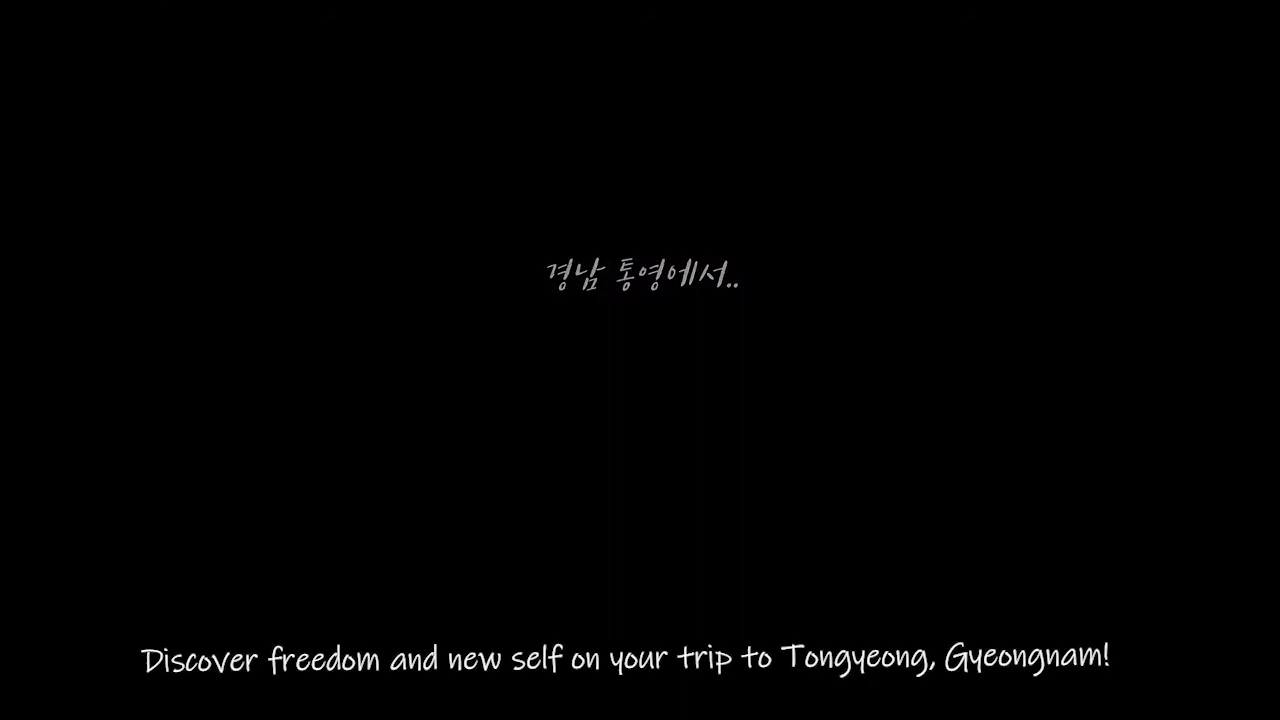 경남 통영에서..
Discover freedom and new self on your trip to Tongyeong, Gyeongnam!